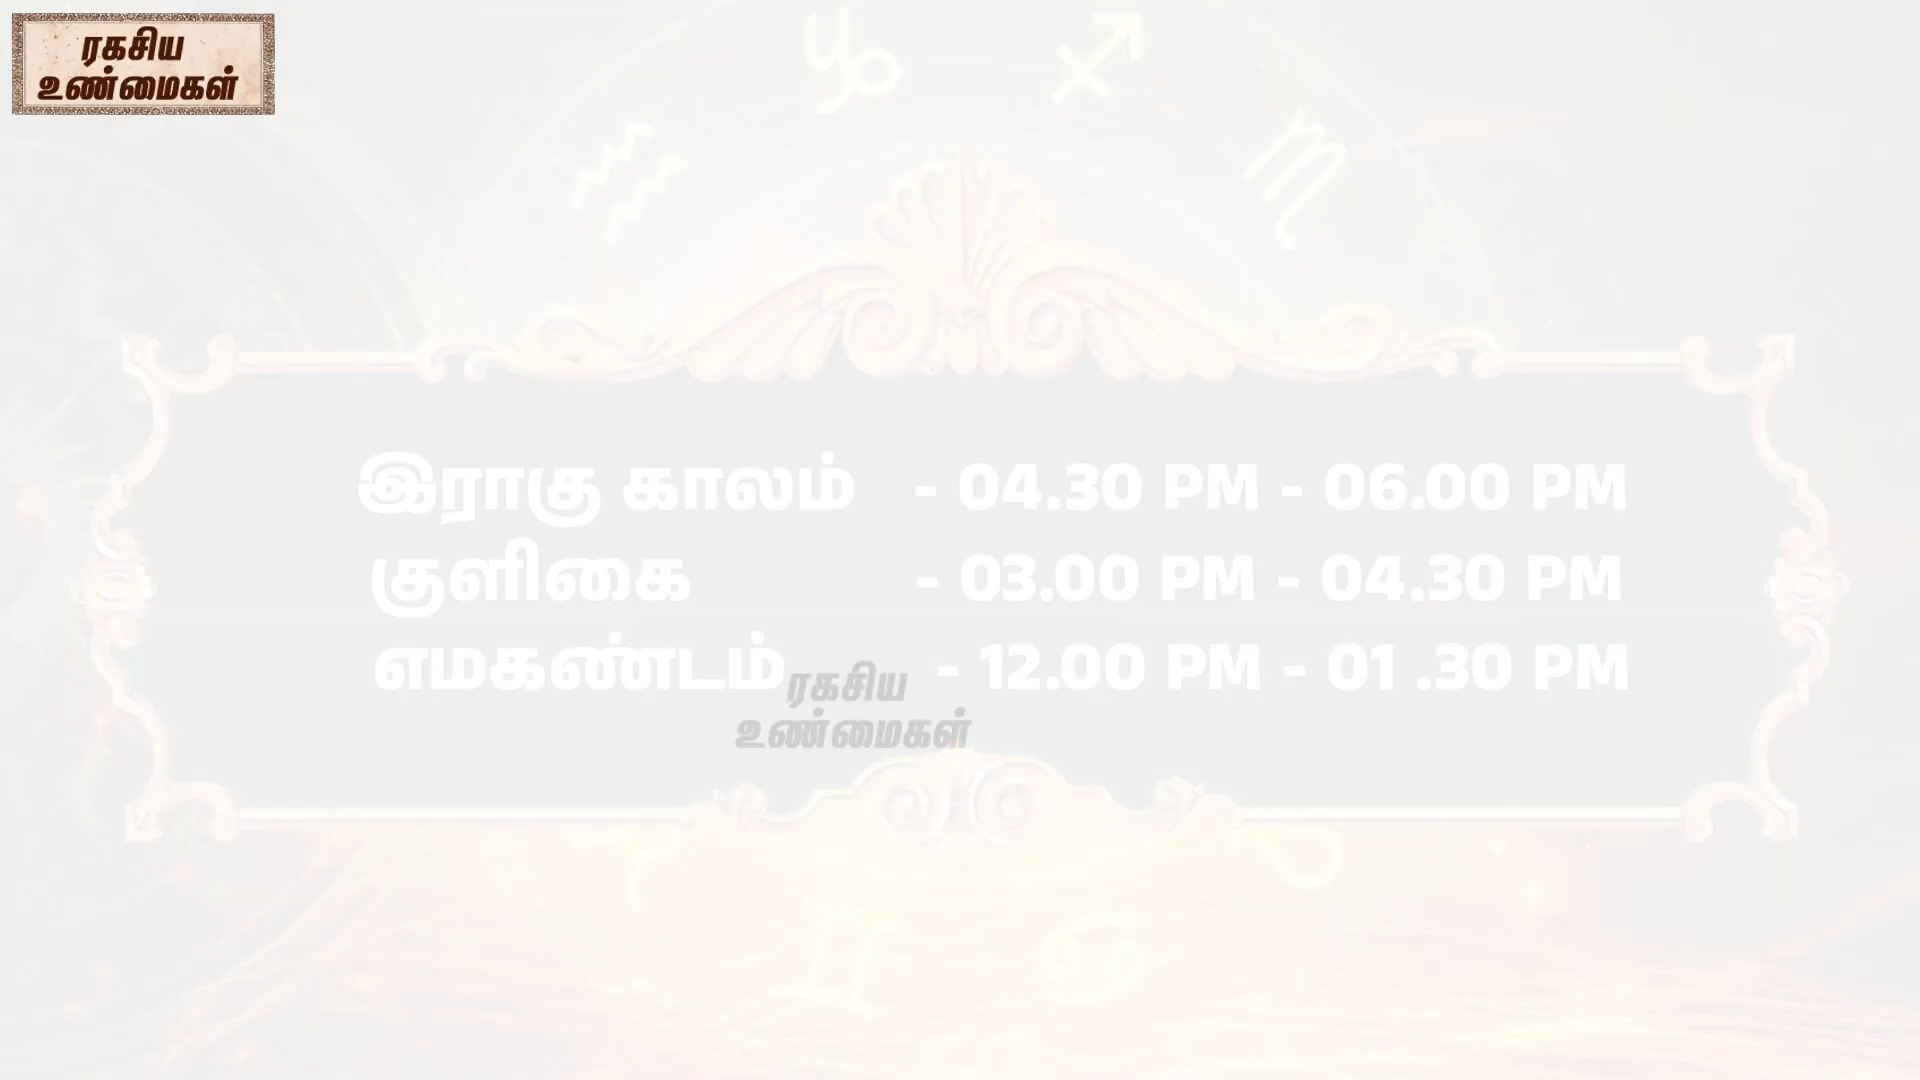 ரகசிய
உண்மைகள்
இராகு காலம் - 04.30 PM - 06.00 PM
குளிகை - 03.00 PM - 04.30 PM
எமகண்டம் - 12.00 PM - 01 .30 PM
ரகசிய
உண்மைகள்